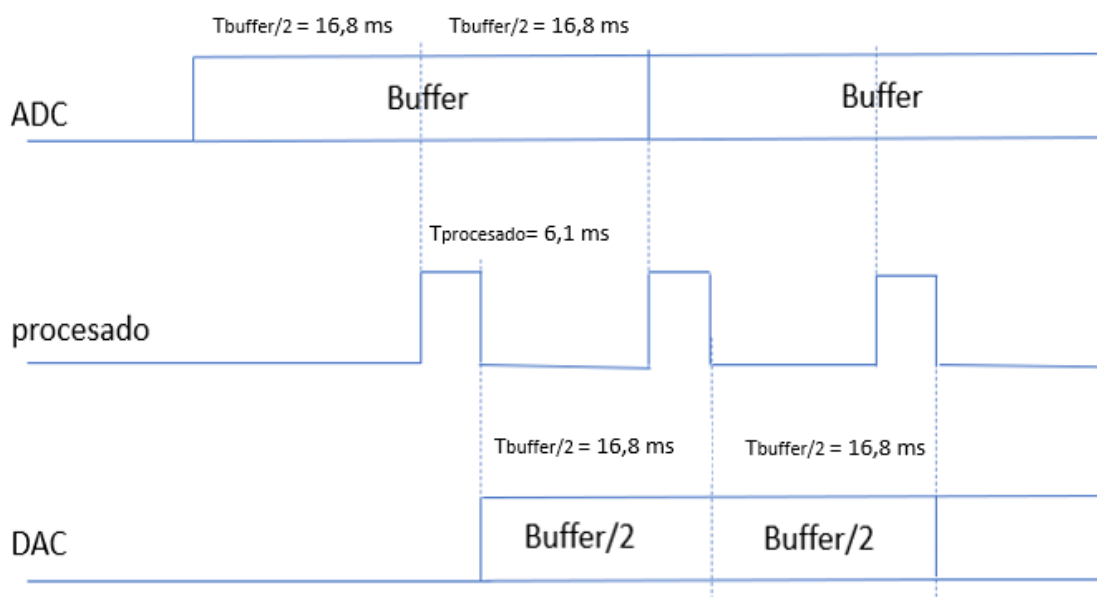 Tbuffer/2 = 16,8 ms Tbuffer/2 = 16,8 ms
ADC Buffer Buffer
Tprocesado= 6,1 ms
procesado
Tbuffer/2 = 16,8 ms Tbuffer/2 = 16,8 ms
DAC Buffer/2 Buffer/2